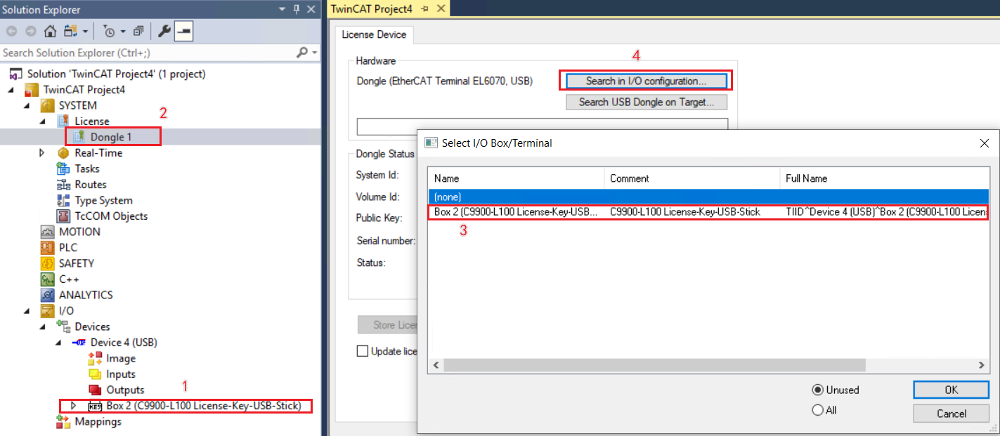 Solution Explorer
Search Solution Explorer (Ctrl+;)
Solution 'TwinCAT Project4' (1 project)
TwinCAT Project4
SYSTEM
2
License
Dongle 1
Real-Time
Tasks
Routes
Type System
TcCOM Objects
MOTION
PLC
SAFETY
C++
ANALYTICS
I/O
Devices
Device 4 (USB)
Image
Inputs
Outputs
1
Box 2 (C9900-L100 License-Key-USB-Stick)
Mappings
TwinCAT Project4
License Device
Hardware
4
Dongle (EtherCAT Terminal EL6070, USB)
Search in I/O configuration...
Search USB Dongle on Target...
Dongle Status
System Id:
Volume Id:
Public Key:
Serial number:
Status:
Store Licen
Update lice
Select I/O Box/Terminal
Name Comment Full Name
(none)
Box 2 (C9900-L100 License-Key-USB... C9900-L100 License-Key-USB-Stick TIID^Device 4 (USB)^Box 2 (C9900-L100 Licen
3
Unused
All
OK
Cancel